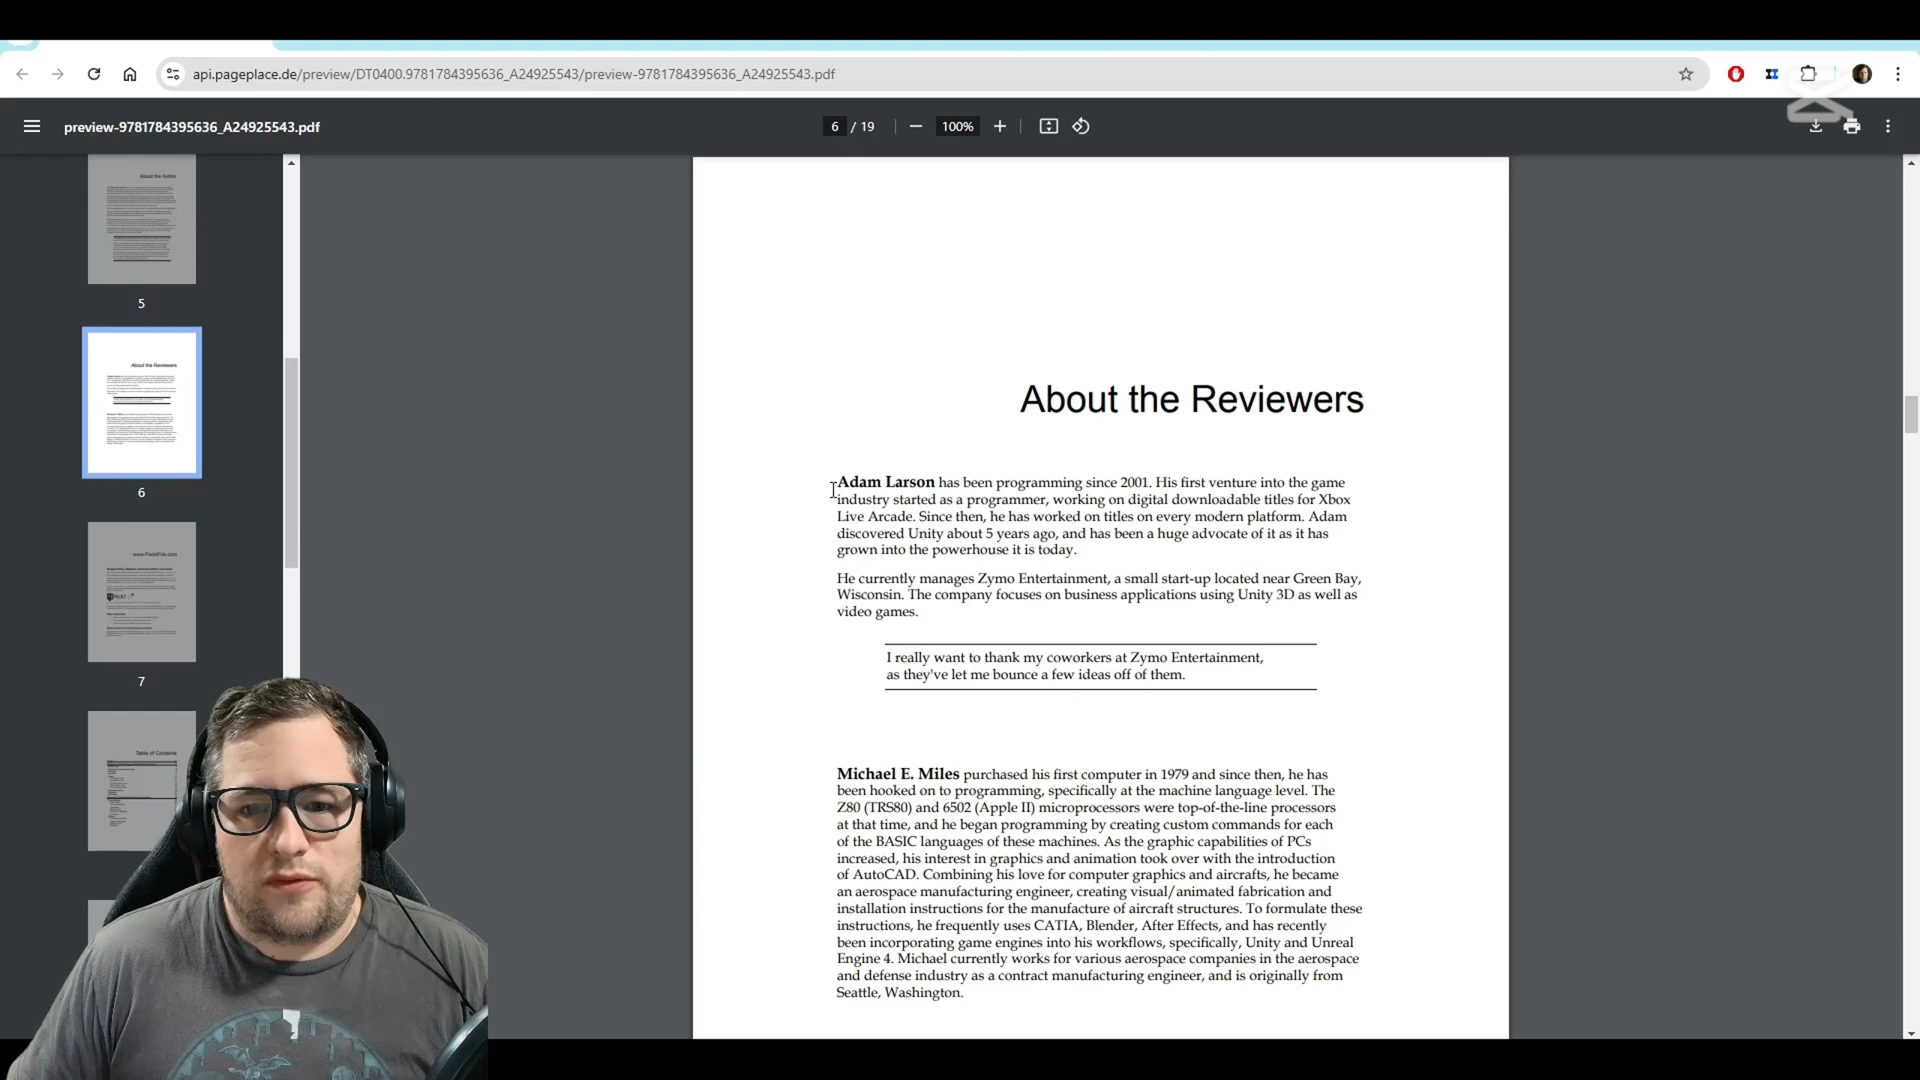 api.pageplace.de/preview/DT0400.9781784395636_A24925543/preview-9781784395636_A24925543.pdf
preview-9781784395636_A24925543.pdf
6 / 19
100%
About the Author
5
About the Reviewers
6
www.PacktPub.com
7
Table of Contents
About the Reviewers
Adam Larson has been programming since 2001. His first venture into the game
industry started as a programmer, working on digital downloadable titles for Xbox
Live Arcade. Since then, he has worked on titles on every modern platform. Adam
discovered Unity about 5 years ago, and has been a huge advocate of it as it has
grown into the powerhouse it is today.
He currently manages Zymo Entertainment, a small start-up located near Green Bay,
Wisconsin. The company focuses on business applications using Unity 3D as well as
video games.
I really want to thank my coworkers at Zymo Entertainment,
as they've let me bounce a few ideas off of them.
Michael E. Miles purchased his first computer in 1979 and since then, he has
been hooked on to programming, specifically at the machine language level. The
Z80 (TRS80) and 6502 (Apple II) microprocessors were top-of-the-line processors
at that time, and he began programming by creating custom commands for each
of the BASIC languages of these machines. As the graphic capabilities of PCs
increased, his interest in graphics and animation took over with the introduction
of AutoCAD. Combining his love for computer graphics and aircrafts, he became
an aerospace manufacturing engineer, creating visual/animated fabrication and
installation instructions for the manufacture of aircraft structures. To formulate these
instructions, he frequently uses CATIA, Blender, After Effects, and has recently
been incorporating game engines into his workflows, specifically, Unity and Unreal
Engine 4. Michael currently works for various aerospace companies in the aerospace
and defense industry as a contract manufacturing engineer, and is originally from
Seattle, Washington.